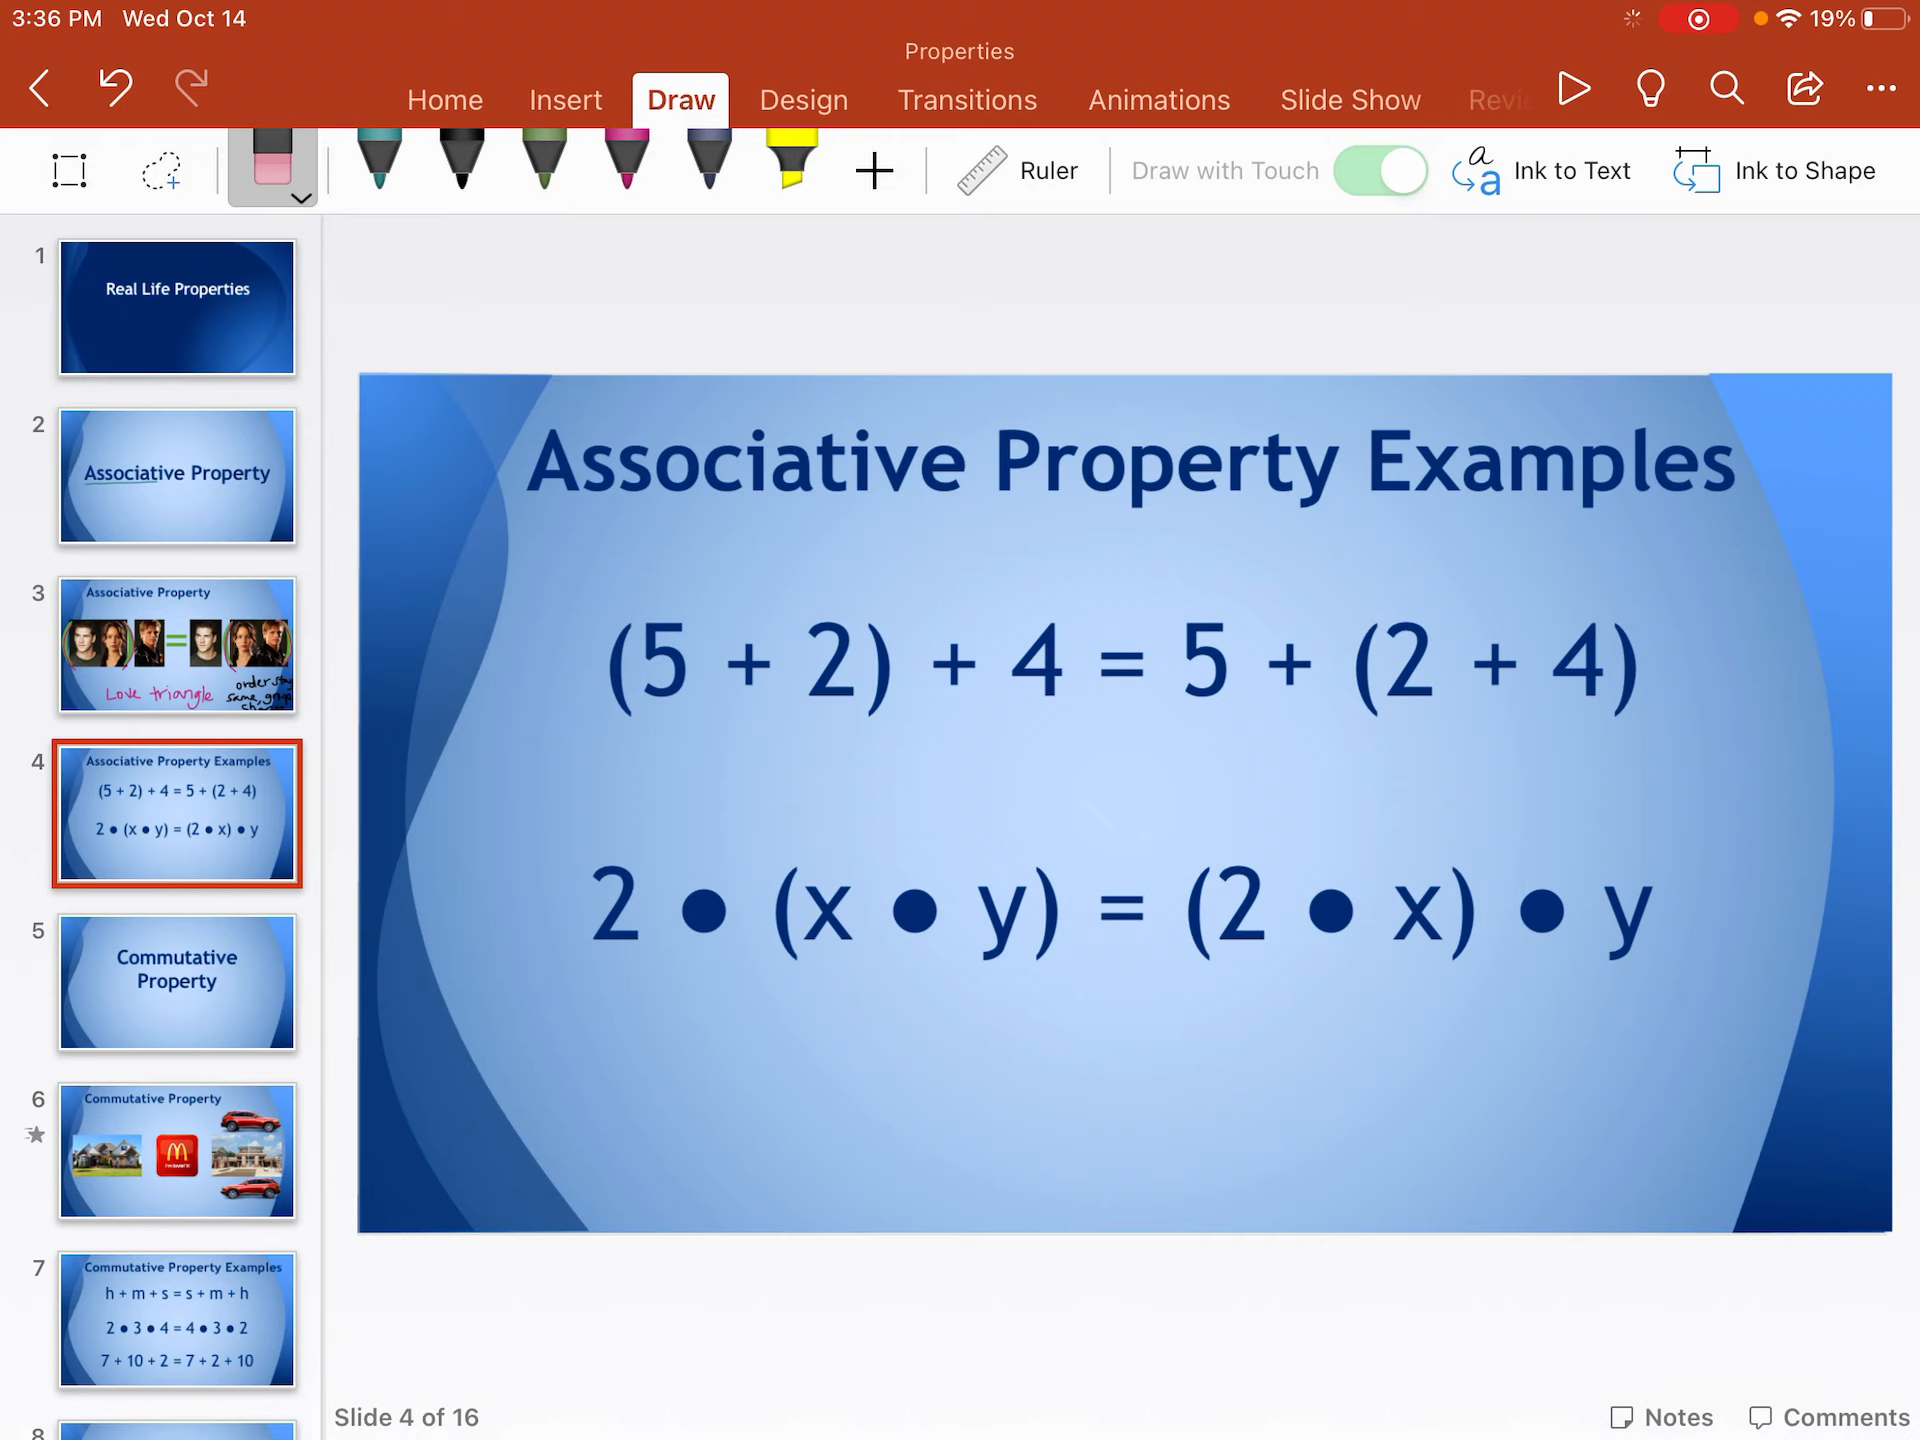 3:36 PM Wed Oct 14
19%
Properties
Home Insert Draw Design Transitions Animations Slide Show
Ruler Draw with Touch Ink to Text Ink to Shape
1
Real Life Properties
2
Associative Property
3
Associative Property
=
Love triangle
order stay
same,
4
Associative Property Examples
(5 + 2) + 4 = 5 + (2 + 4)
2 • (x • y) = (2 • x) • y
5
Commutative
Property
6
Commutative Property
7
Commutative Property Examples
h + m + s = s + m + h
2 • 3 • 4 = 4 • 3 • 2
7 + 10 + 2 = 7 + 2 + 10
8
Associative Property Examples
(5 + 2) + 4 = 5 + (2 + 4)
2 • (x • y) = (2 • x) • y
Slide 4 of 16
Notes Comments